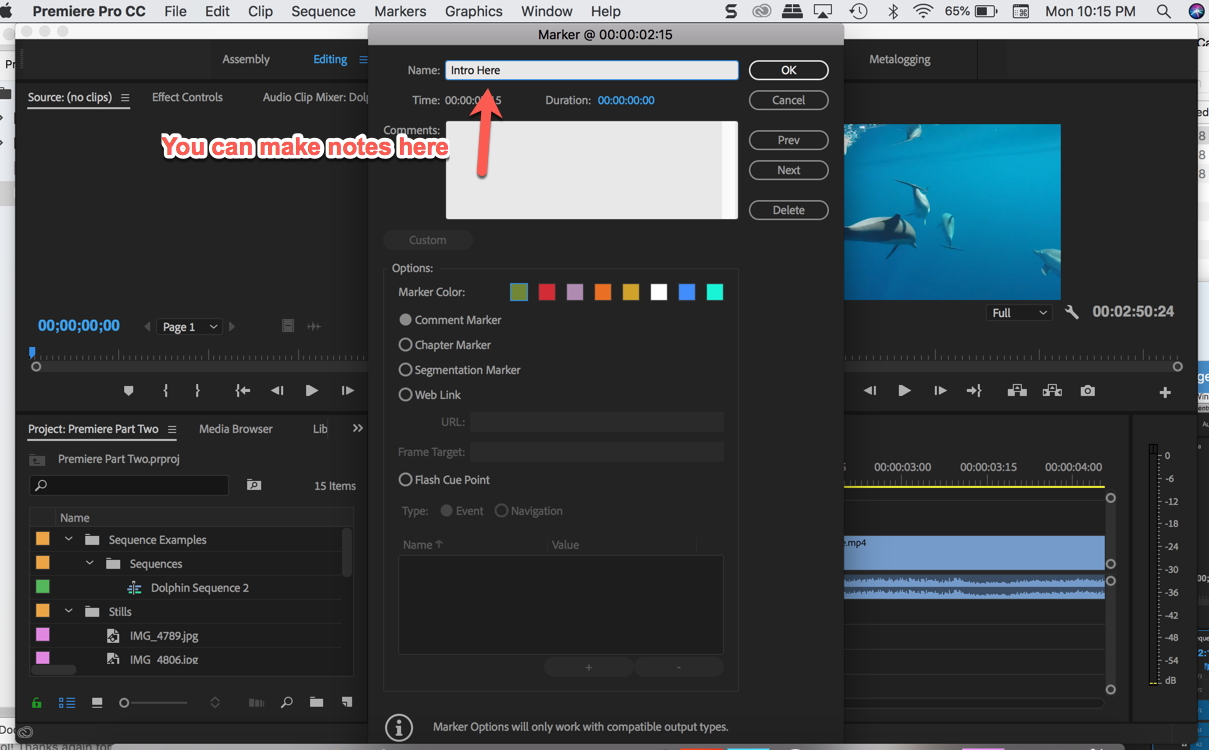 Premiere Pro CC File Edit Clip Sequence Markers Graphics Window Help 65% Mon 10:15 PM
Marker @ 00:00:02:15
Assembly Editing Metalogging
Name: Intro Here OK
Source: (no clips) Effect Controls Audio Clip Mixer: Dolp
Time: 00:00: Duration: 00:00:00:00 Cancel
Comments:
You can make notes here
Prev
Next
Delete
Custom
Options:
Marker Color:
Comment Marker
Chapter Marker
Segmentation Marker
Web Link
URL:
Frame Target:
Flash Cue Point
Type: Event Navigation
Name Value
+ -
Marker Options will only work with compatible output types.
00;00;00;00 Page 1
Full 00:02:50:24
Project: Premiere Part Two Media Browser Lib
Premiere Part Two.prproj
15 Items
Name
Sequence Examples
Sequences
Dolphin Sequence 2
Stills
IMG_4789.jpg
IMG_4806.jpg
00:00:03:00 00:00:03:15 00:00:04:00
e.mp4
0
-6
-12
-18
-24
-30
-36
-42
-48
-54
dB